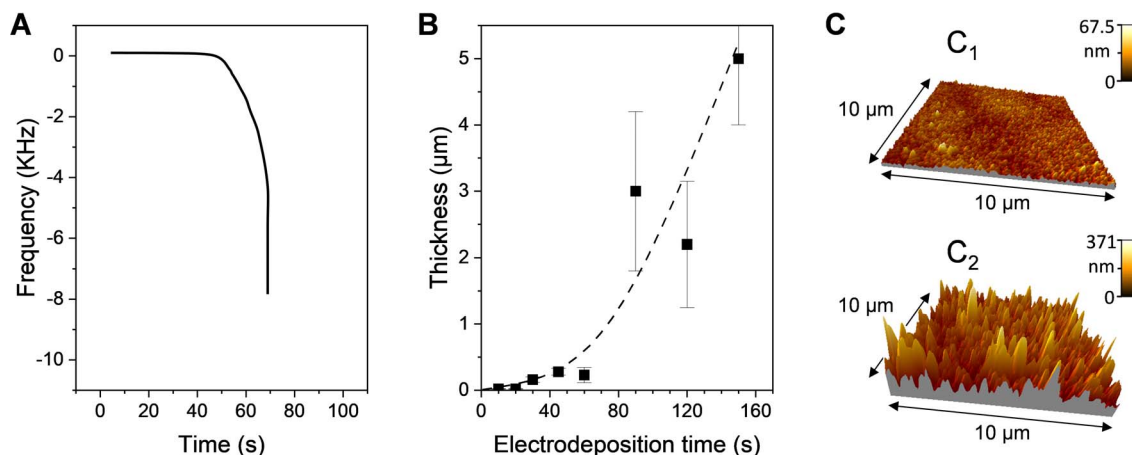 A
Frequency (KHz)
0
-2
-4
-6
-8
-10
0 20 40 60 80 100
Time (s)
B
Thickness (µm)
5
4
3
2
1
0
0 40 80 120 160
Electrodeposition time (s)
C
C1
67.5
nm
0
10 µm
10 µm
C2
371
nm
0
10 µm
10 µm